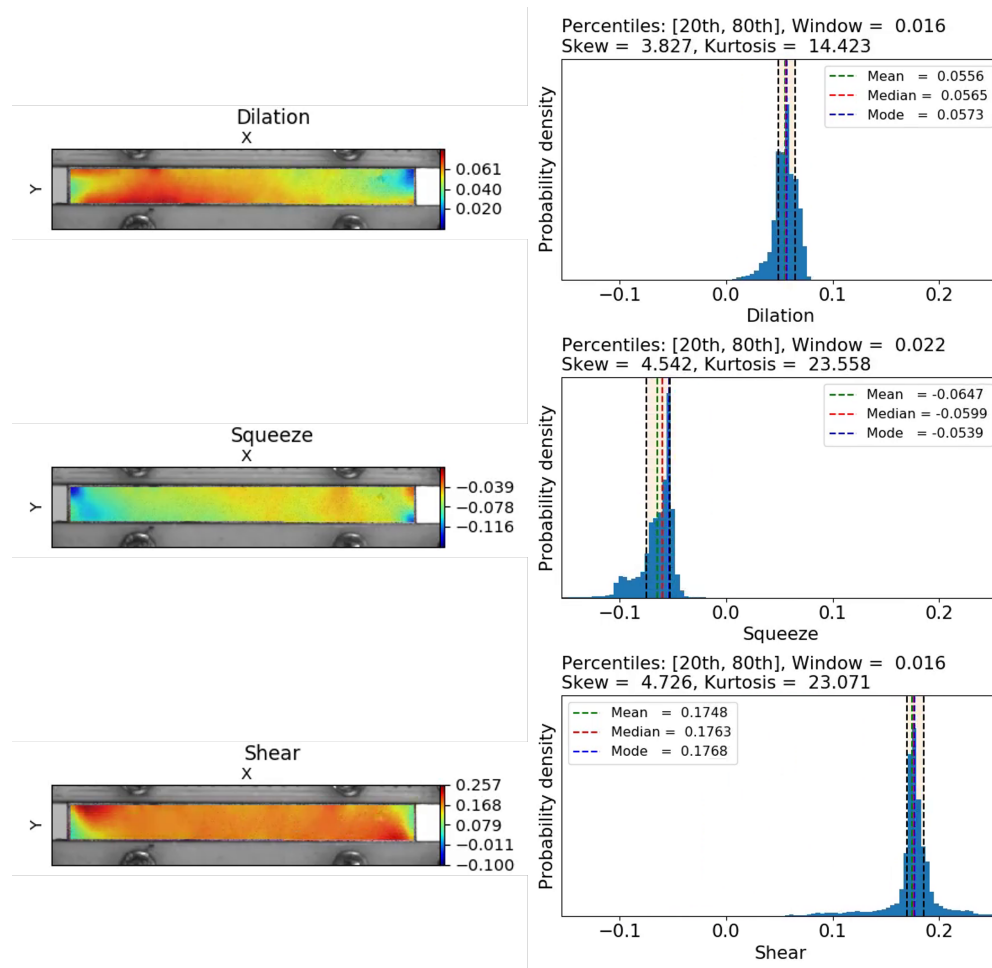 Dilation
X
Y
0.061
0.040
0.020
Percentiles: [20th, 80th], Window =  0.016
Skew =  3.827, Kurtosis =  14.423
Mean   =  0.0556
Median =  0.0565
Mode   =  0.0573
Probability density
−0.1
0.0
0.1
0.2
Dilation
Squeeze
X
Y
−0.039
−0.078
−0.116
Percentiles: [20th, 80th], Window =  0.022
Skew =  4.542, Kurtosis =  23.558
Mean   = -0.0647
Median = -0.0599
Mode   = -0.0539
Probability density
−0.1
0.0
0.1
0.2
Squeeze
Shear
X
Y
0.257
0.168
0.079
−0.011
−0.100
Percentiles: [20th, 80th], Window =  0.016
Skew =  4.726, Kurtosis =  23.071
Mean   =  0.1748
Median =  0.1763
Mode   =  0.1768
Probability density
−0.1
0.0
0.1
0.2
Shear